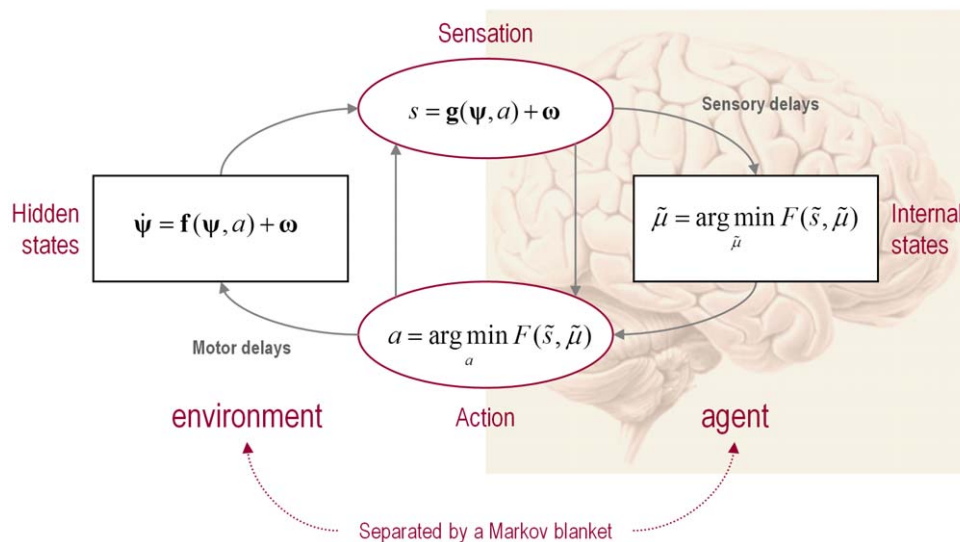 Sensation
s = g(ψ, a) + ω
Sensory delays
Hidden
states
ψ̇ = f(ψ, a) + ω
μ̃ = arg min F(s̃, μ̃)
μ̃
Internal
states
Motor delays
a = arg min F(s̃, μ̃)
a
environment
Action
agent
Separated by a Markov blanket